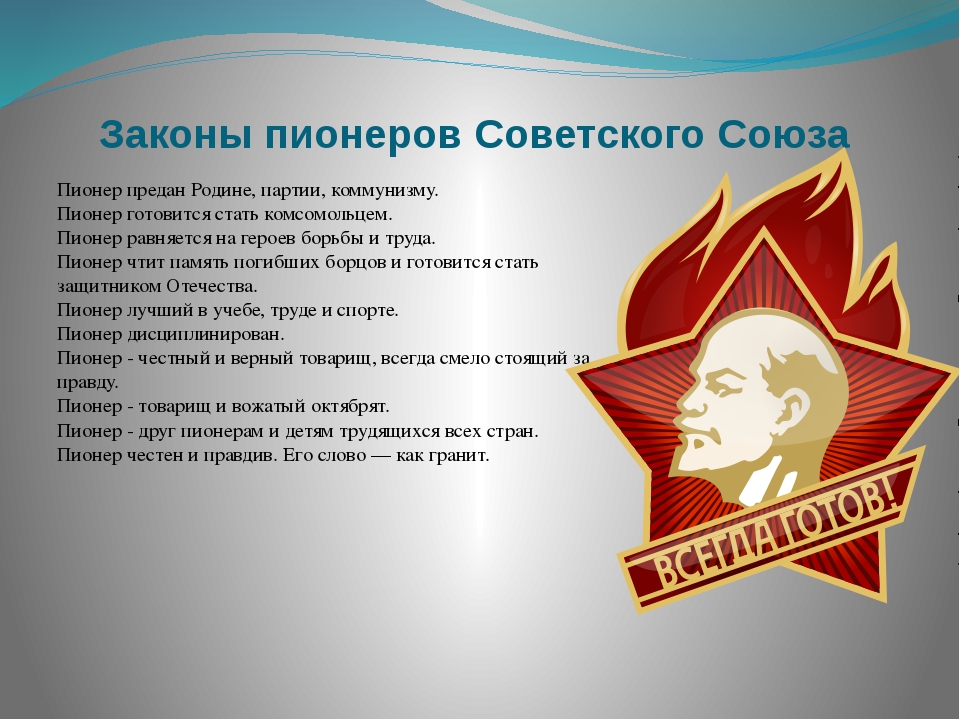 Законы пионеров Советского Союза
Пионер предан Родине, партии, коммунизму.
Пионер готовится стать комсомольцем.
Пионер равняется на героев борьбы и труда.
Пионер чтит память погибших борцов и готовится стать
защитником Отечества.
Пионер лучший в учебе, труде и спорте.
Пионер дисциплинирован.
Пионер - честный и верный товарищ, всегда смело стоящий за
правду.
Пионер - товарищ и вожатый октябрят.
Пионер - друг пионерам и детям трудящихся всех стран.
Пионер честен и правдив. Его слово — как гранит.
ВСЕГДА ГОТОВ!